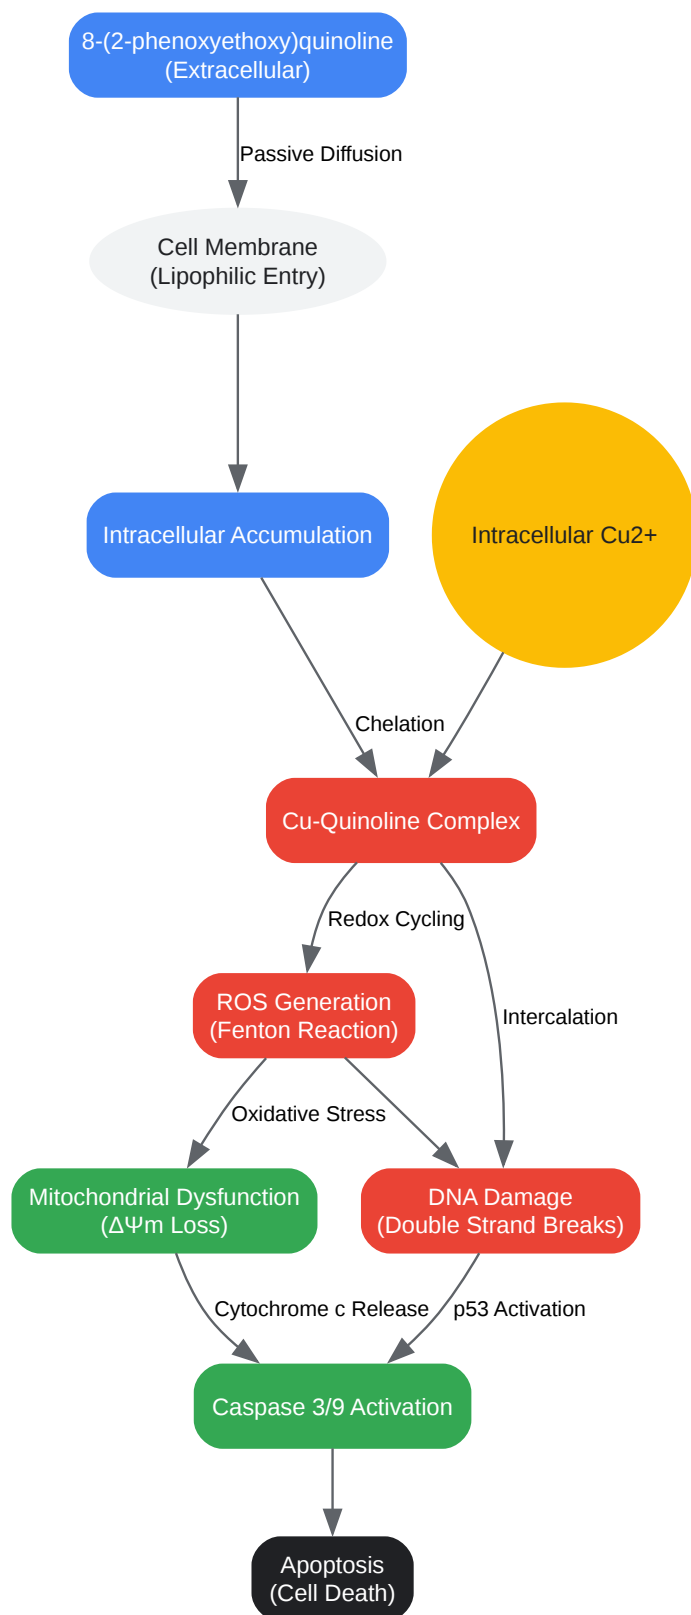 8-(2-phenoxyethoxy)quinoline
(Extracellular)
Passive Diffusion
Cell Membrane
(Lipophilic Entry)
Intracellular Accumulation
Intracellular Cu2+
Chelation
Cu-Quinoline Complex
Redox Cycling
ROS Generation
(Fenton Reaction)
Intercalation
Oxidative Stress
Mitochondrial Dysfunction
(ΔΨm Loss)
DNA Damage
(Double Strand Breaks)
Cytochrome c Release
p53 Activation
Caspase 3/9 Activation
Apoptosis
(Cell Death)